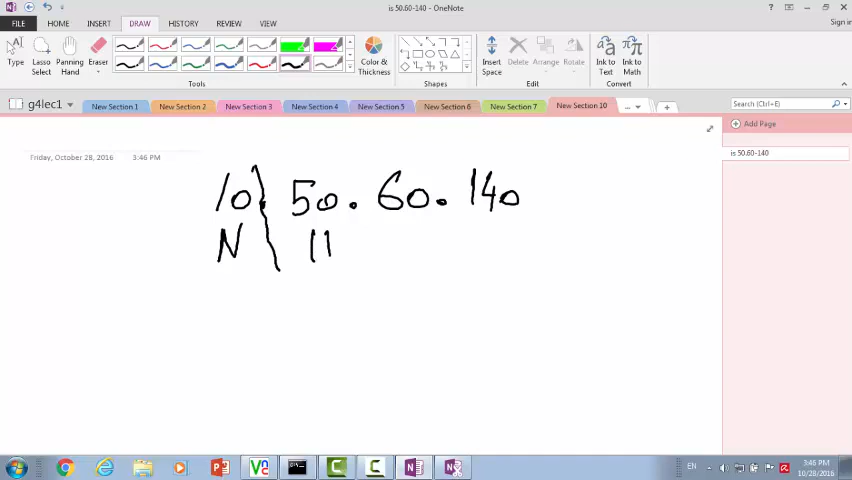 is 50.60-140 - OneNote
FILE HOME INSERT DRAW HISTORY REVIEW VIEW
Sign in
Type Lasso Select Panning Hand Eraser
Color & Thickness
Insert Space Delete Arrange Rotate Ink to Text Ink to Math
Tools Shapes Edit Convert
g4lec1 New Section 1 New Section 2 New Section 3 New Section 4 New Section 5 New Section 6 New Section 7 New Section 10 ... Search (Ctrl+E)
Add Page
is 50.60-140
Friday, October 28, 2016 3:46 PM
10. 50. 60. 140
N 11
EN 3:46 PM
10/28/2016